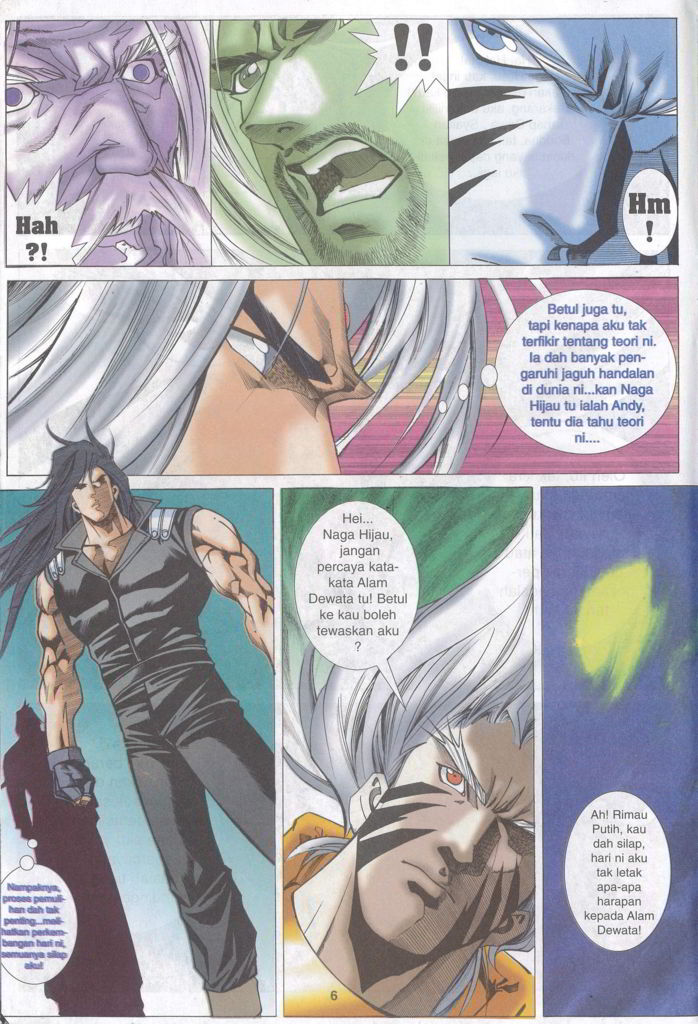 Hah
?!
!!
Hm
!
Betul juga tu,
tapi kenapa aku tak
terfikir tentang teori ni.
Ia dah banyak pen-
garuhi jaguh handalan
di dunia ni...kan Naga
Hijau tu ialah Andy,
tentu dia tahu teori
ni....
Nampaknya,
proses pemuli-
han dah tak
penting...meli-
hatkan perkem-
bangan hari ni,
semuanya silap
aku!
Hei...
Naga Hijau,
jangan
percaya kata-
kata Alam
Dewata tu! Betul
ke kau boleh
tewaskan aku
?
Ah! Rimau
Putih, kau
dah silap,
hari ni aku
tak letak
apa-apa
harapan
kepada Alam
Dewata!
6